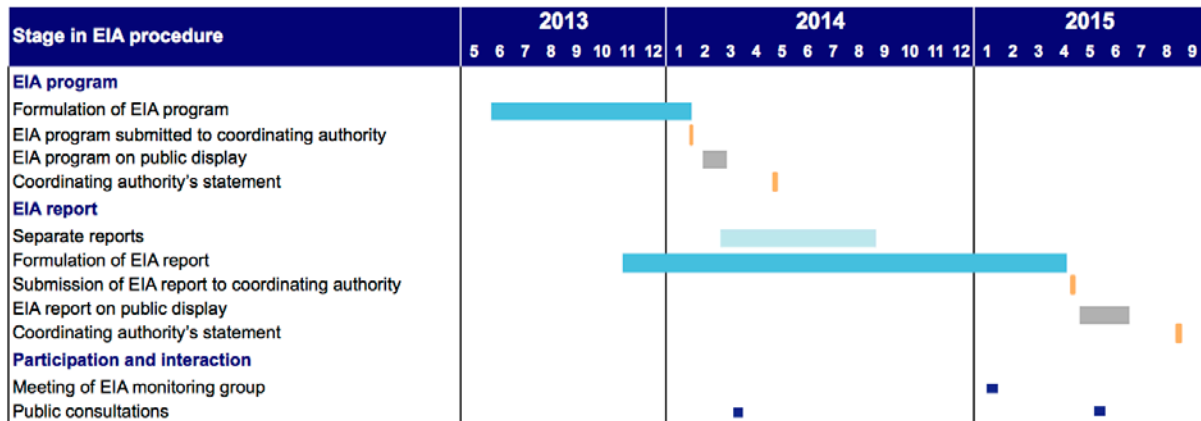 2013 2014 2015
Stage in EIA procedure
5 6 7 8 9 10 11 12 1 2 3 4 5 6 7 8 9 10 11 12 1 2 3 4 5 6 7 8 9
EIA program
Formulation of EIA program
EIA program submitted to coordinating authority
EIA program on public display
Coordinating authority's statement
EIA report
Separate reports
Formulation of EIA report
Submission of EIA report to coordinating authority
EIA report on public display
Coordinating authority's statement
Participation and interaction
Meeting of EIA monitoring group
Public consultations